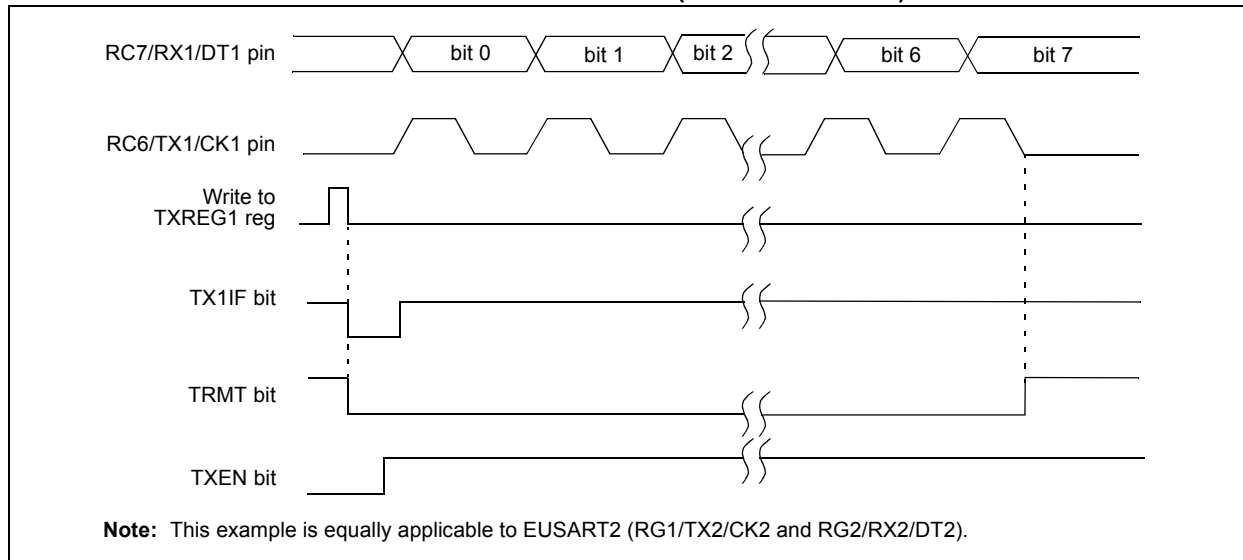 RC7/RX1/DT1 pin
bit 0
bit 1
bit 2
bit 6
bit 7
RC6/TX1/CK1 pin
Write to
TXREG1 reg
TX1IF bit
TRMT bit
TXEN bit
Note: This example is equally applicable to EUSART2 (RG1/TX2/CK2 and RG2/RX2/DT2).